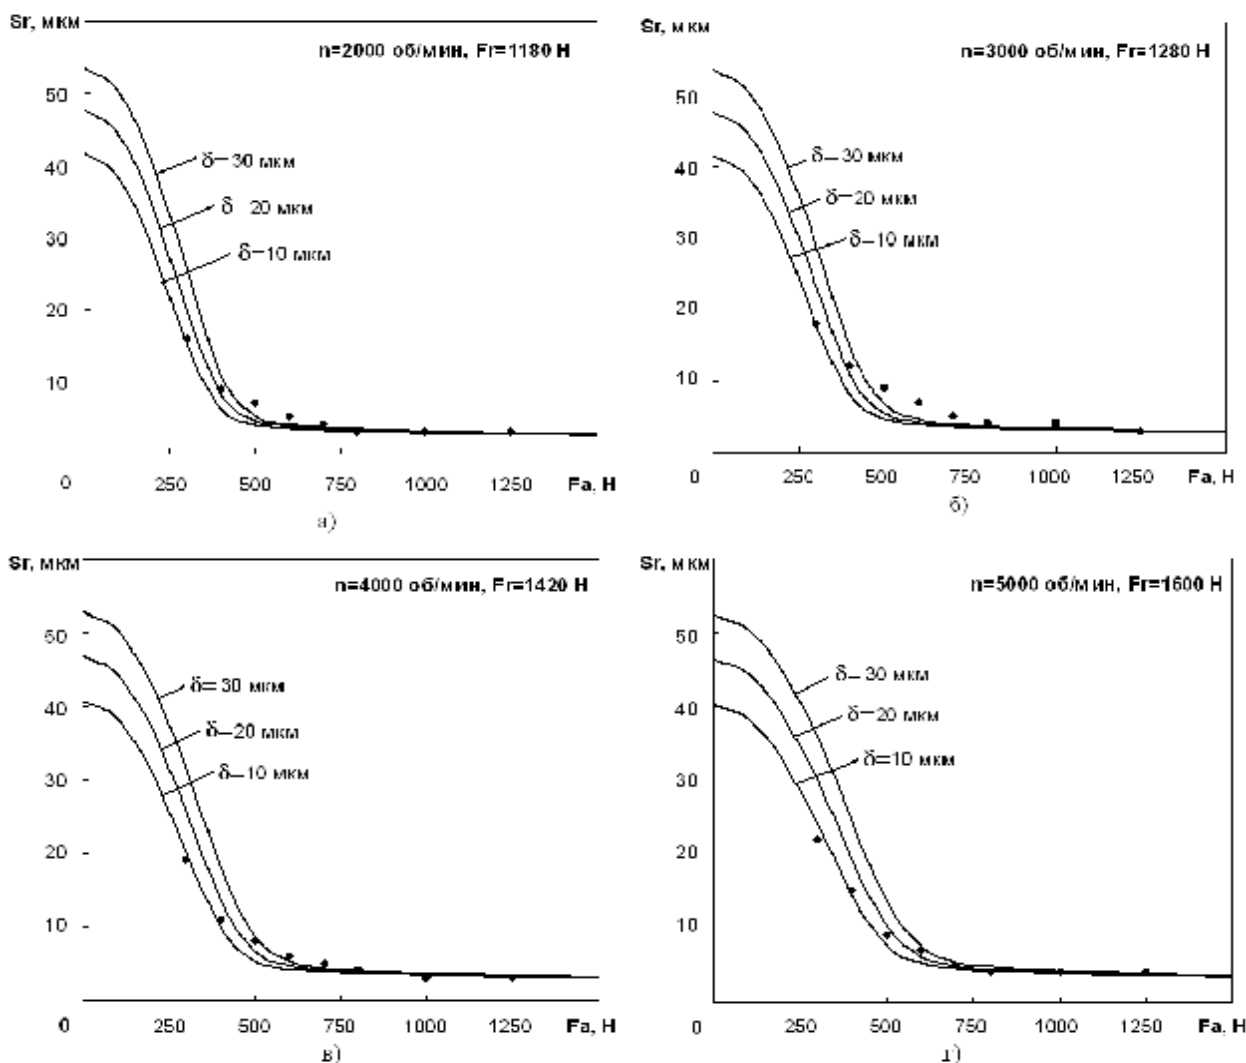 Sr, мкм
n=2000 об/мин, Fr=1180 Н
50
40
30
20
10
0
δ=30 мкм
δ 20 мкм
δ=10 мкм
250 500 750 1000 1250 Fa, Н
а)
Sr, мкм
n=3000 об/мин, Fr=1280 Н
50
40
30
20
10
0
δ=30 мкм
δ=20 мкм
δ=10 мкм
250 500 750 1000 1250 Fa, Н
б)
Sr, мкм
n=4000 об/мин, Fr=1420 Н
50
40
30
20
10
0
δ=30 мкм
δ=20 мкм
δ=10 мкм
250 500 750 1000 1250 Fa, Н
в)
Sr, мкм
n=5000 об/мин, Fr=1600 Н
50
40
30
20
10
0
δ=30 мкм
δ=20 мкм
δ=10 мкм
250 500 750 1000 1250 Fa, Н
г)